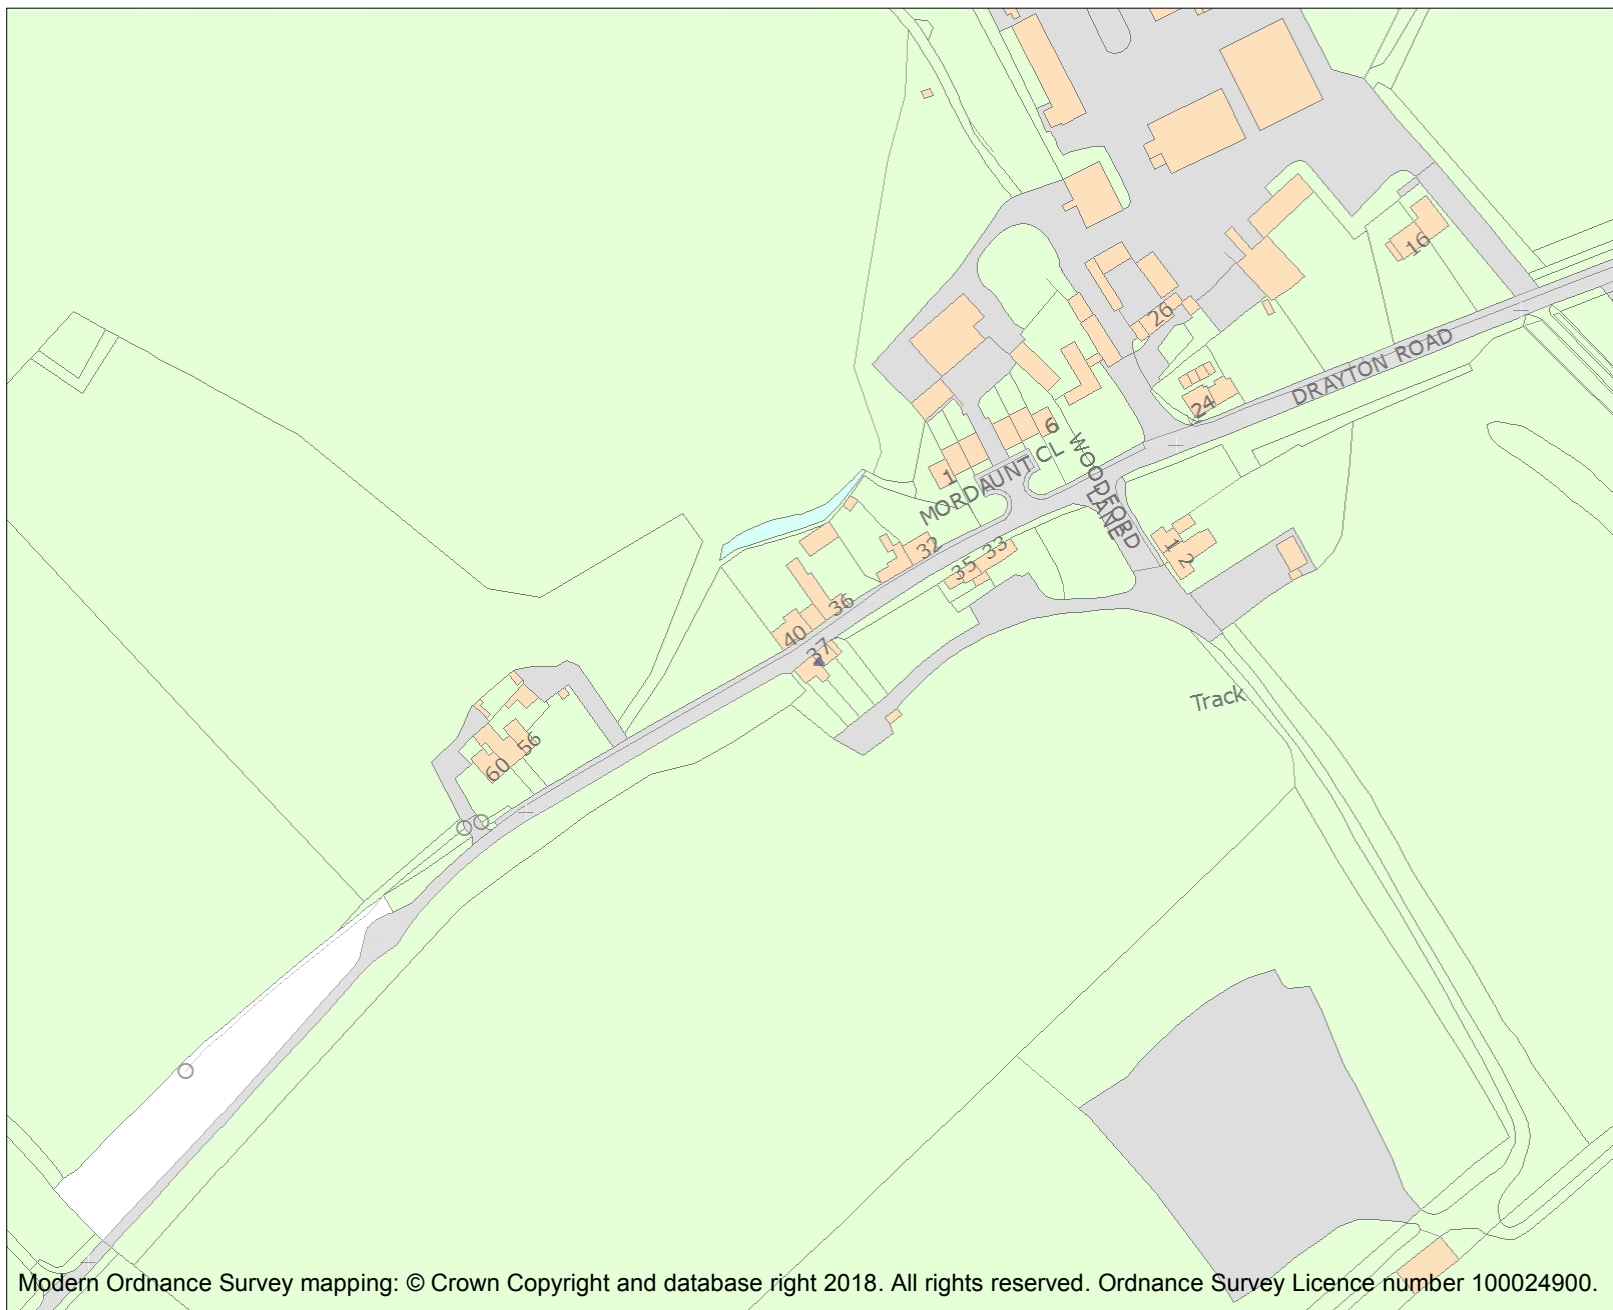 16
26
DRAYTON ROAD
24
6
WOODFORD
LANE
1
MORDAUNT CL
32
33
35
1
2
36
40
37
Track
56
60
Modern Ordnance Survey mapping: © Crown Copyright and database right 2018. All rights reserved. Ordnance Survey Licence number 100024900.